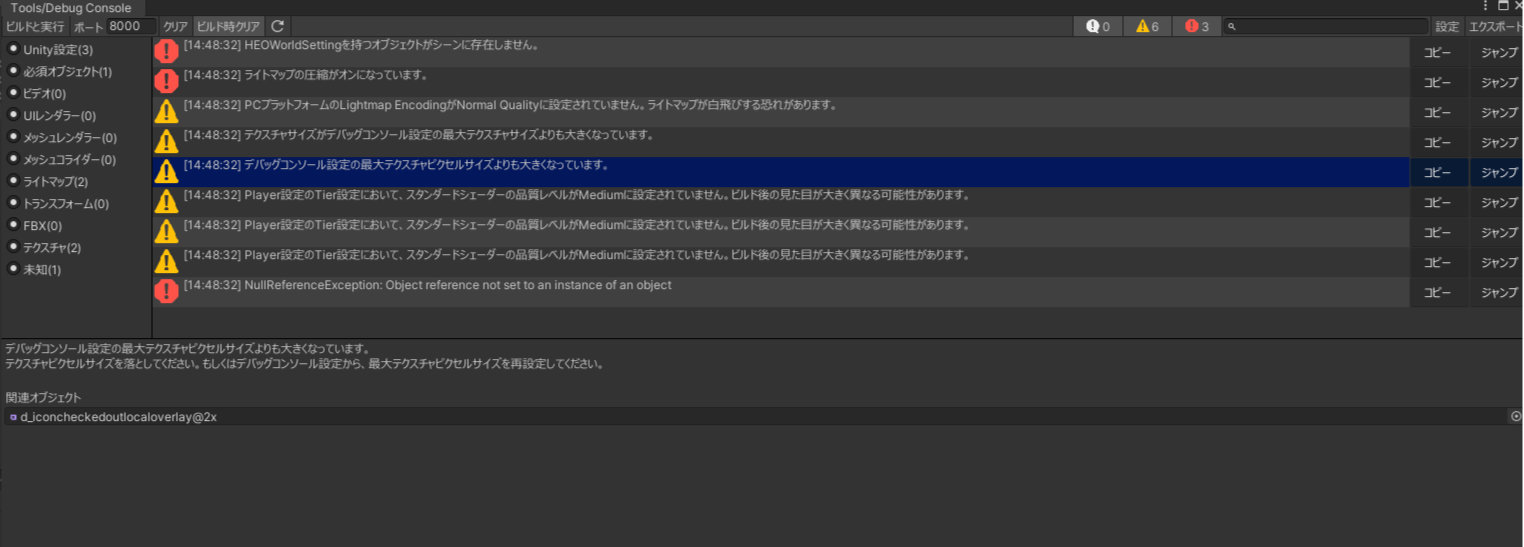 Tools/Debug Console
ビルドと実行 ポート 8000 クリア ビルド時クリア 0 6 3 設定 エクスポート
Unity設定(3)
必須オブジェクト(1)
ビデオ(0)
UIレンダラー(0)
メッシュレンダラー(0)
メッシュコライダー(0)
ライトマップ(2)
トランスフォーム(0)
FBX(0)
テクスチャ(2)
未知(1)
[14:48:32] HEOWorldSettingを持つオブジェクトがシーンに存在しません。 コピー ジャンプ
[14:48:32] ライトマップの圧縮がオンになっています。 コピー ジャンプ
[14:48:32] PCプラットフォームのLightmap EncodingがNormal Qualityに設定されていません。ライトマップが白飛びする恐れがあります。 コピー ジャンプ
[14:48:32] テクスチャサイズがデバッグコンソール設定の最大テクスチャサイズよりも大きくなっています。 コピー ジャンプ
[14:48:32] デバッグコンソール設定の最大テクスチャピクセルサイズよりも大きくなっています。 コピー ジャンプ
[14:48:32] Player設定のTier設定において、スタンダードシェーダーの品質レベルがMediumに設定されていません。ビルド後の見た目が大きく異なる可能性があります。 コピー ジャンプ
[14:48:32] Player設定のTier設定において、スタンダードシェーダーの品質レベルがMediumに設定されていません。ビルド後の見た目が大きく異なる可能性があります。 コピー ジャンプ
[14:48:32] Player設定のTier設定において、スタンダードシェーダーの品質レベルがMediumに設定されていません。ビルド後の見た目が大きく異なる可能性があります。 コピー ジャンプ
[14:48:32] NullReferenceException: Object reference not set to an instance of an object コピー ジャンプ
デバッグコンソール設定の最大テクスチャピクセルサイズよりも大きくなっています。
テクスチャピクセルサイズを落としてください。もしくはデバッグコンソール設定から、最大テクスチャピクセルサイズを再設定してください。
関連オブジェクト
d_iconcheckedoutlocaloverlay@2x